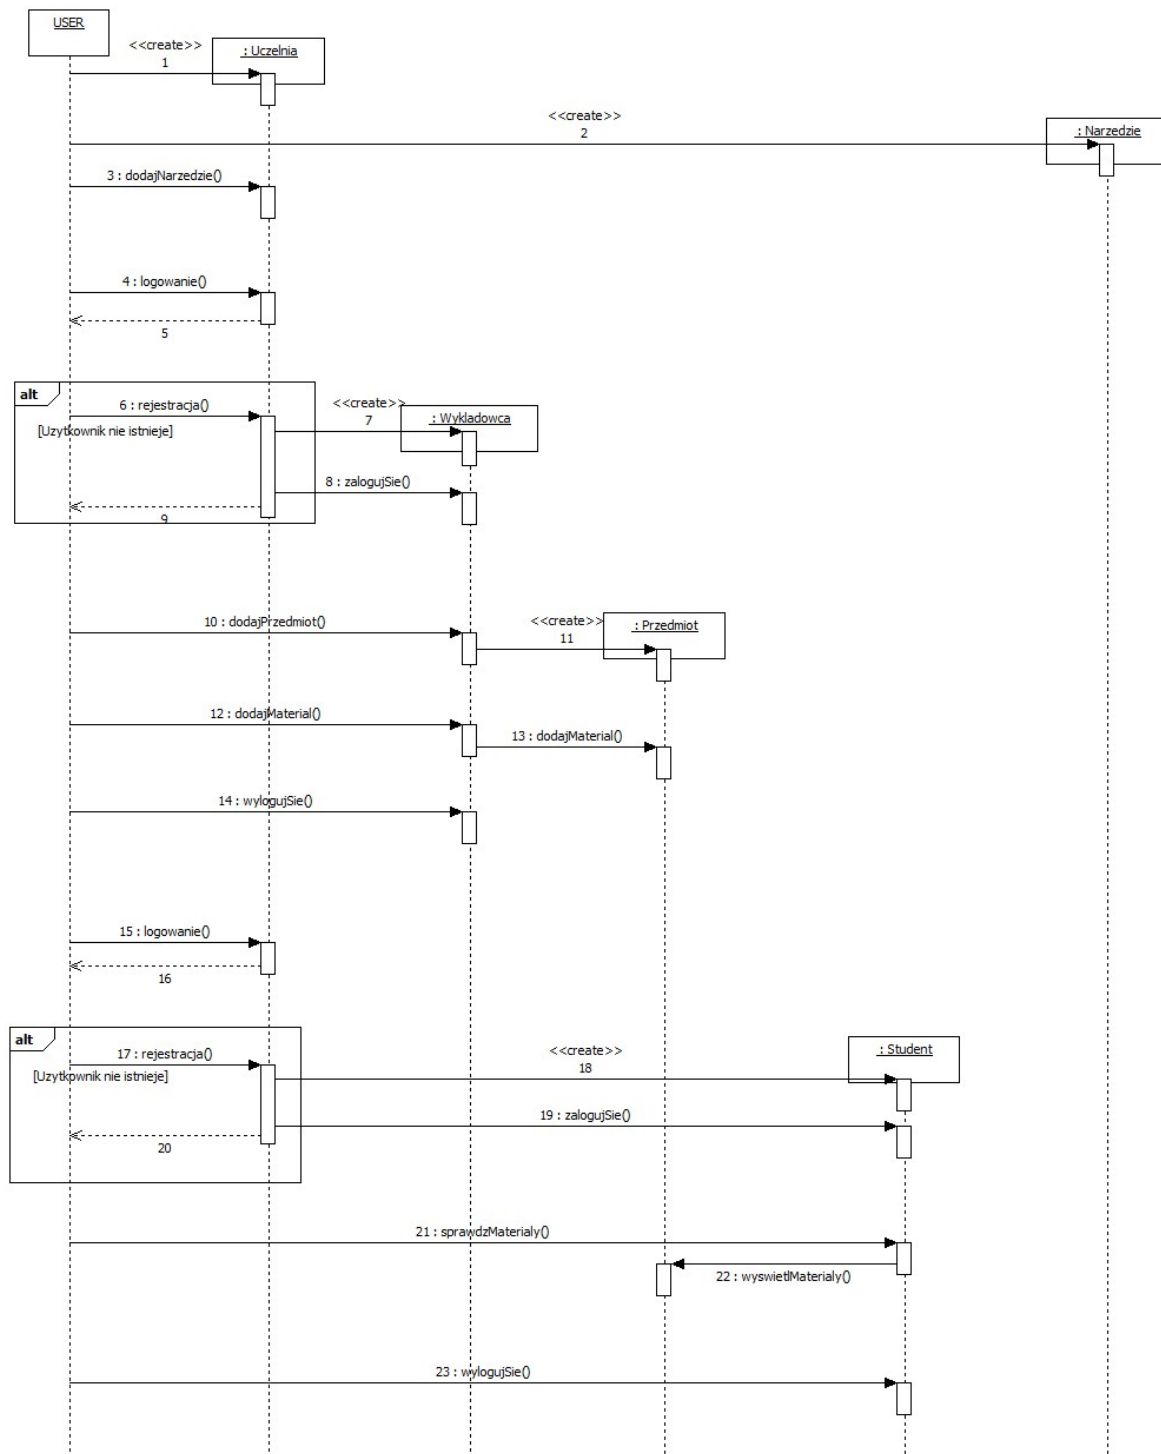 USER
<<create>>
: Uczelnia
1
<<create>>
: Narzedzie
2
3 : dodajNarzedzie()
4 : logowanie()
5
alt
6 : rejestracja()
<<create>>
: Wykladowca
7
[Uzytkownik nie istnieje]
8 : zalogujSie()
9
10 : dodajPrzedmiot()
<<create>>
: Przedmiot
11
12 : dodajMaterial()
13 : dodajMaterial()
14 : wylogujSie()
15 : logowanie()
16
alt
17 : rejestracja()
<<create>>
: Student
18
[Uzytkownik nie istnieje]
19 : zalogujSie()
20
21 : sprawdzMaterialy()
22 : wyswietlMaterialy()
23 : wylogujSie()